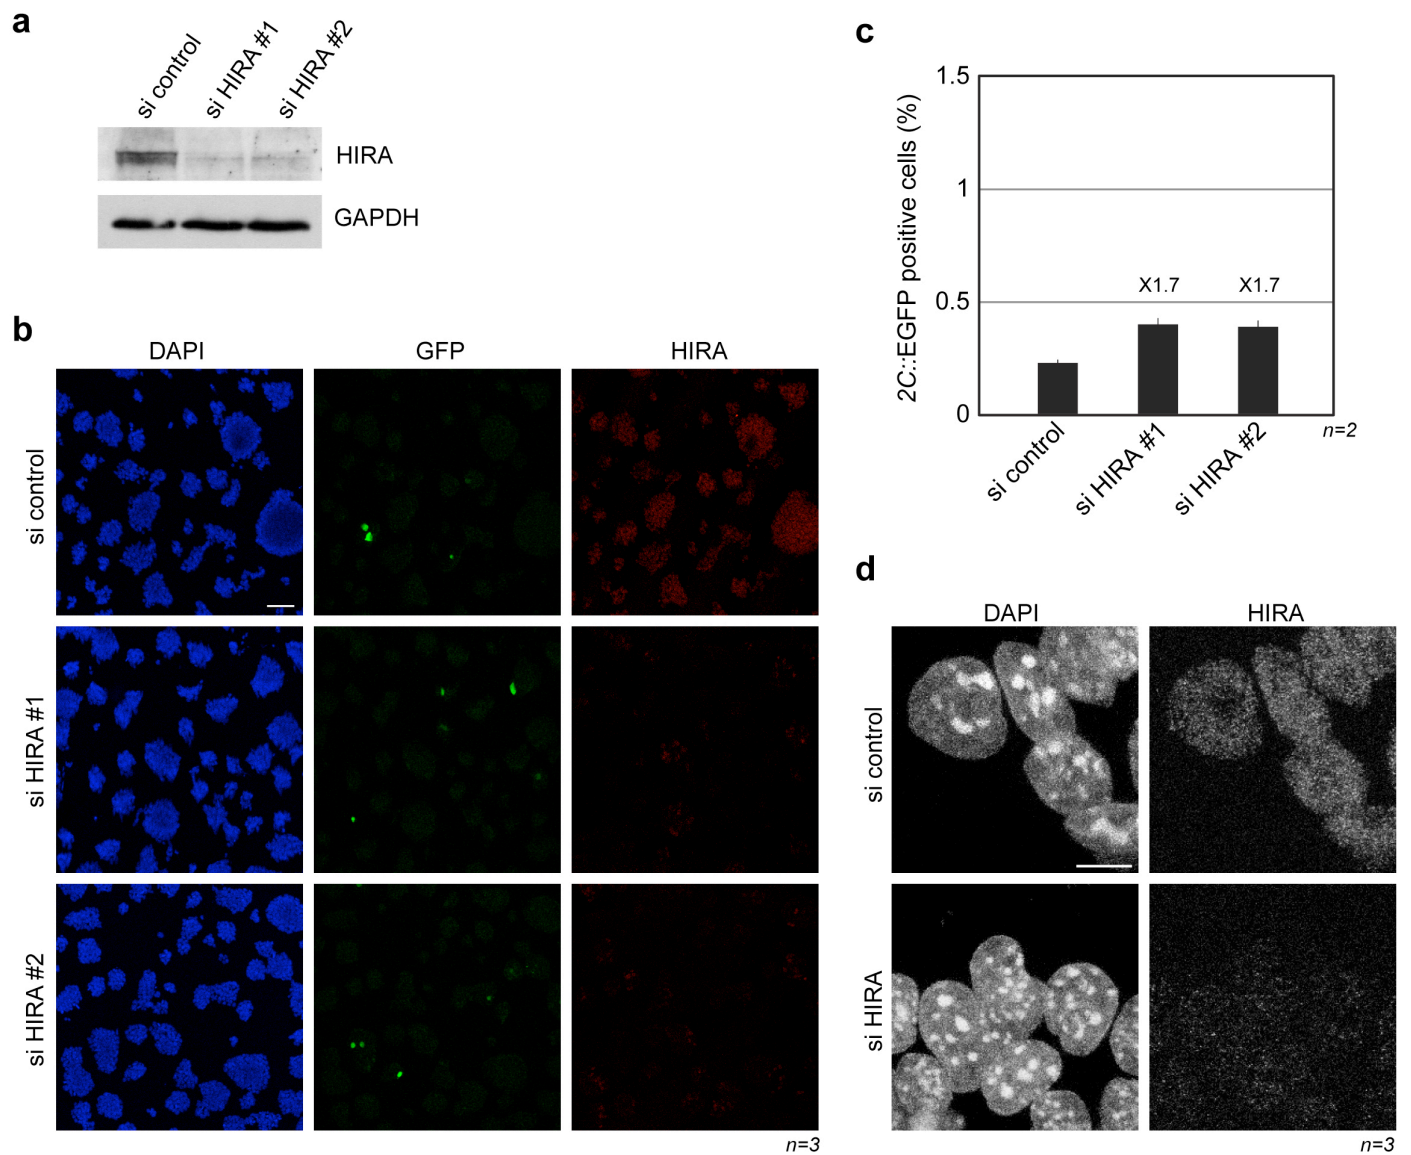 a
si control
si HIRA #1
si HIRA #2
HIRA
GAPDH
b
DAPI
GFP
HIRA
si control
si HIRA #1
si HIRA #2
n=3
c
2C::EGFP positive cells (%)
1.5
1
0.5
0
X1.7
X1.7
si control
si HIRA #1
si HIRA #2
n=2
d
DAPI
HIRA
si control
si HIRA
n=3